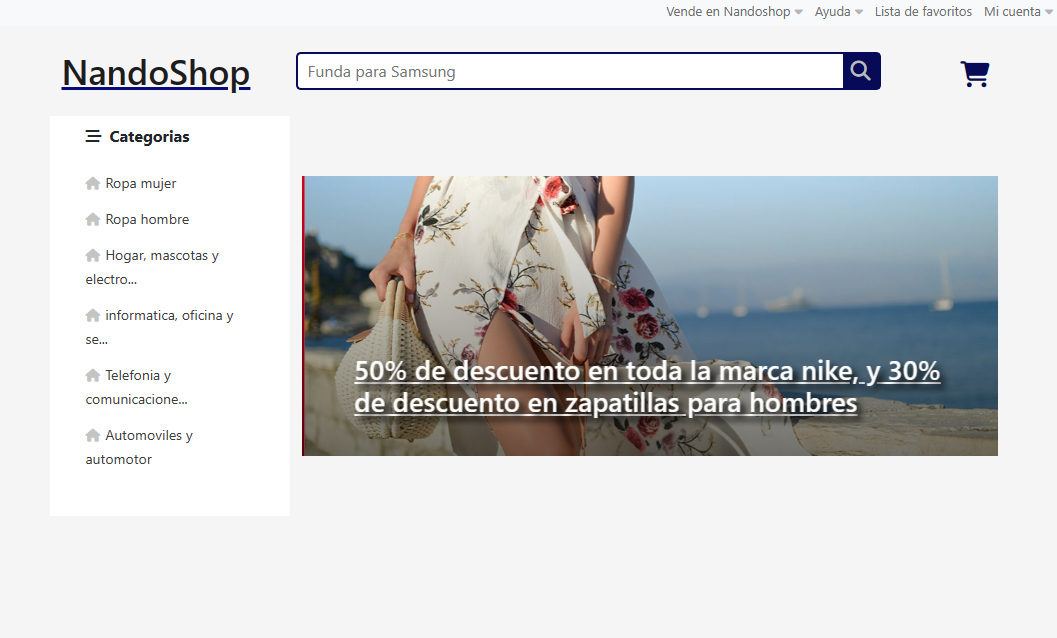 Vende en Nandoshop Ayuda Lista de favoritos Mi cuenta
NandoShop
Funda para Samsung
Categorias
Ropa mujer
Ropa hombre
Hogar, mascotas y
electro...
informatica, oficina y
se...
Telefonia y
comunicacione...
Automoviles y
automotor
50% de descuento en toda la marca nike, y 30%
de descuento en zapatillas para hombres